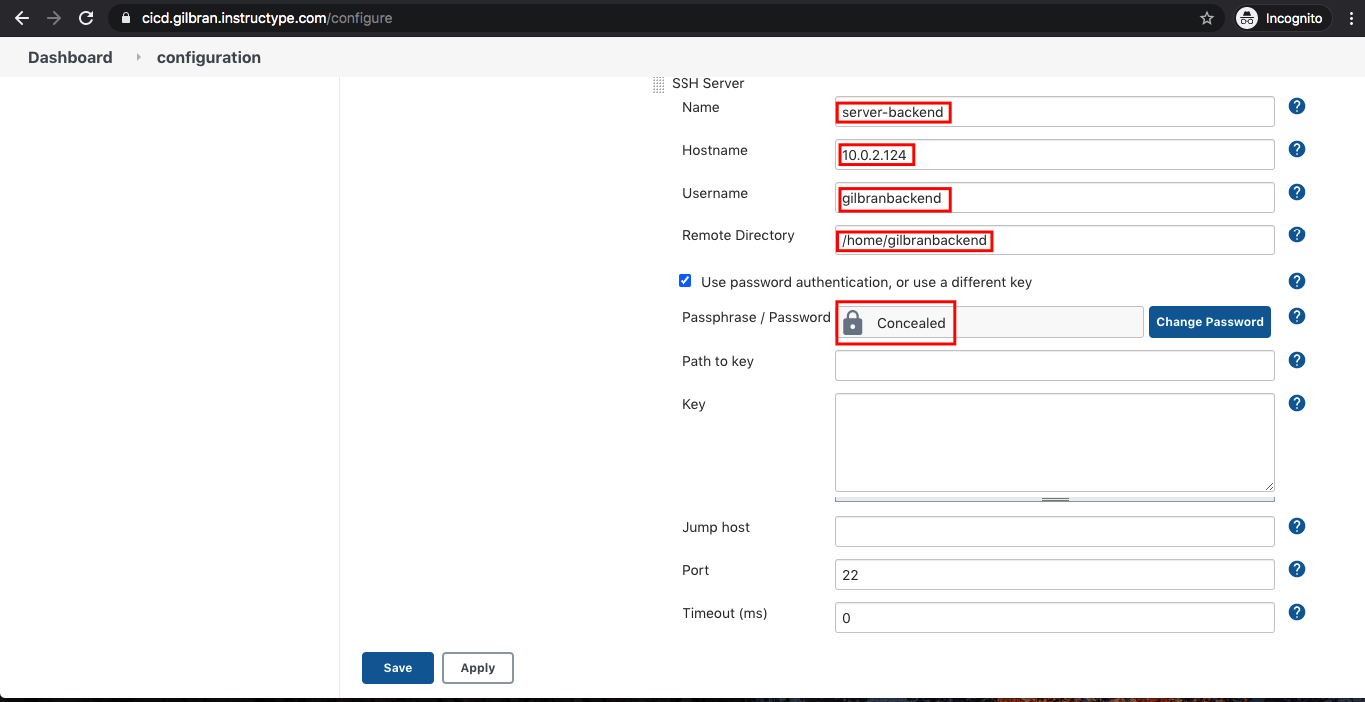 cicd.gilbran.instructype.com/configure
Incognito
Dashboard
configuration
SSH Server
Name
server-backend
Hostname
10.0.2.124
Username
gilbranbackend
Remote Directory
/home/gilbranbackend
Use password authentication, or use a different key
Passphrase / Password
Concealed
Change Password
Path to key
Key
Jump host
Port
22
Timeout (ms)
0
Save
Apply